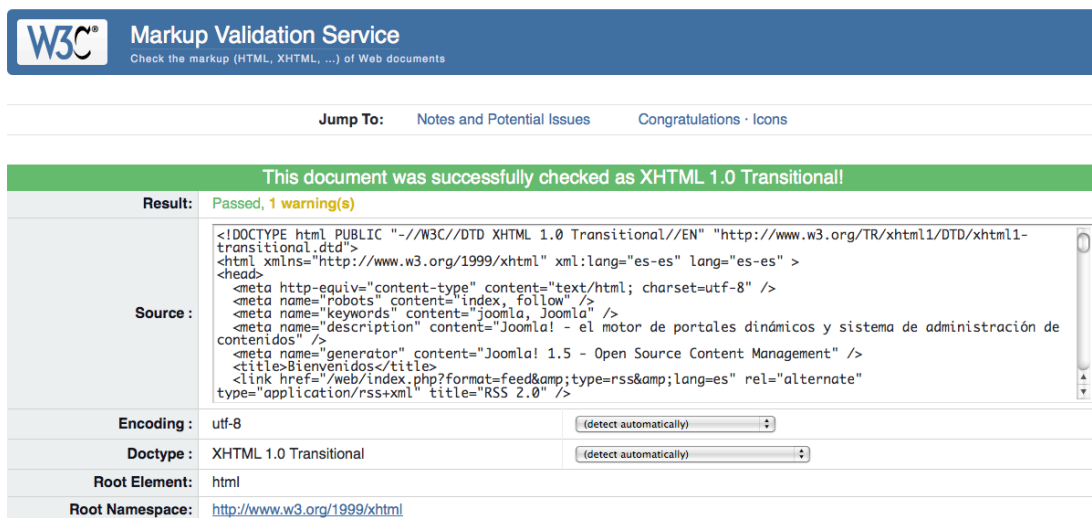 W3C®
Markup Validation Service
Check the markup (HTML, XHTML, ...) of Web documents
Jump To: Notes and Potential Issues Congratulations · Icons
This document was successfully checked as XHTML 1.0 Transitional!
Result: Passed, 1 warning(s)
Source :
<!DOCTYPE html PUBLIC "-//W3C//DTD XHTML 1.0 Transitional//EN" "http://www.w3.org/TR/xhtml1/DTD/xhtml1-
transitional.dtd">
<html xmlns="http://www.w3.org/1999/xhtml" xml:lang="es-es" lang="es-es" >
<head>
<meta http-equiv="content-type" content="text/html; charset=utf-8" />
<meta name="robots" content="index, follow" />
<meta name="keywords" content="joomla, Joomla" />
<meta name="description" content="Joomla! - el motor de portales dinámicos y sistema de administración de
contenidos" />
<meta name="generator" content="Joomla! 1.5 - Open Source Content Management" />
<title>Bienvenidos</title>
<link href="/web/index.php?format=feed&amp;type=rss&amp;lang=es" rel="alternate"
type="application/rss+xml" title="RSS 2.0" />
Encoding : utf-8 (detect automatically)
Doctype : XHTML 1.0 Transitional (detect automatically)
Root Element: html
Root Namespace: http://www.w3.org/1999/xhtml